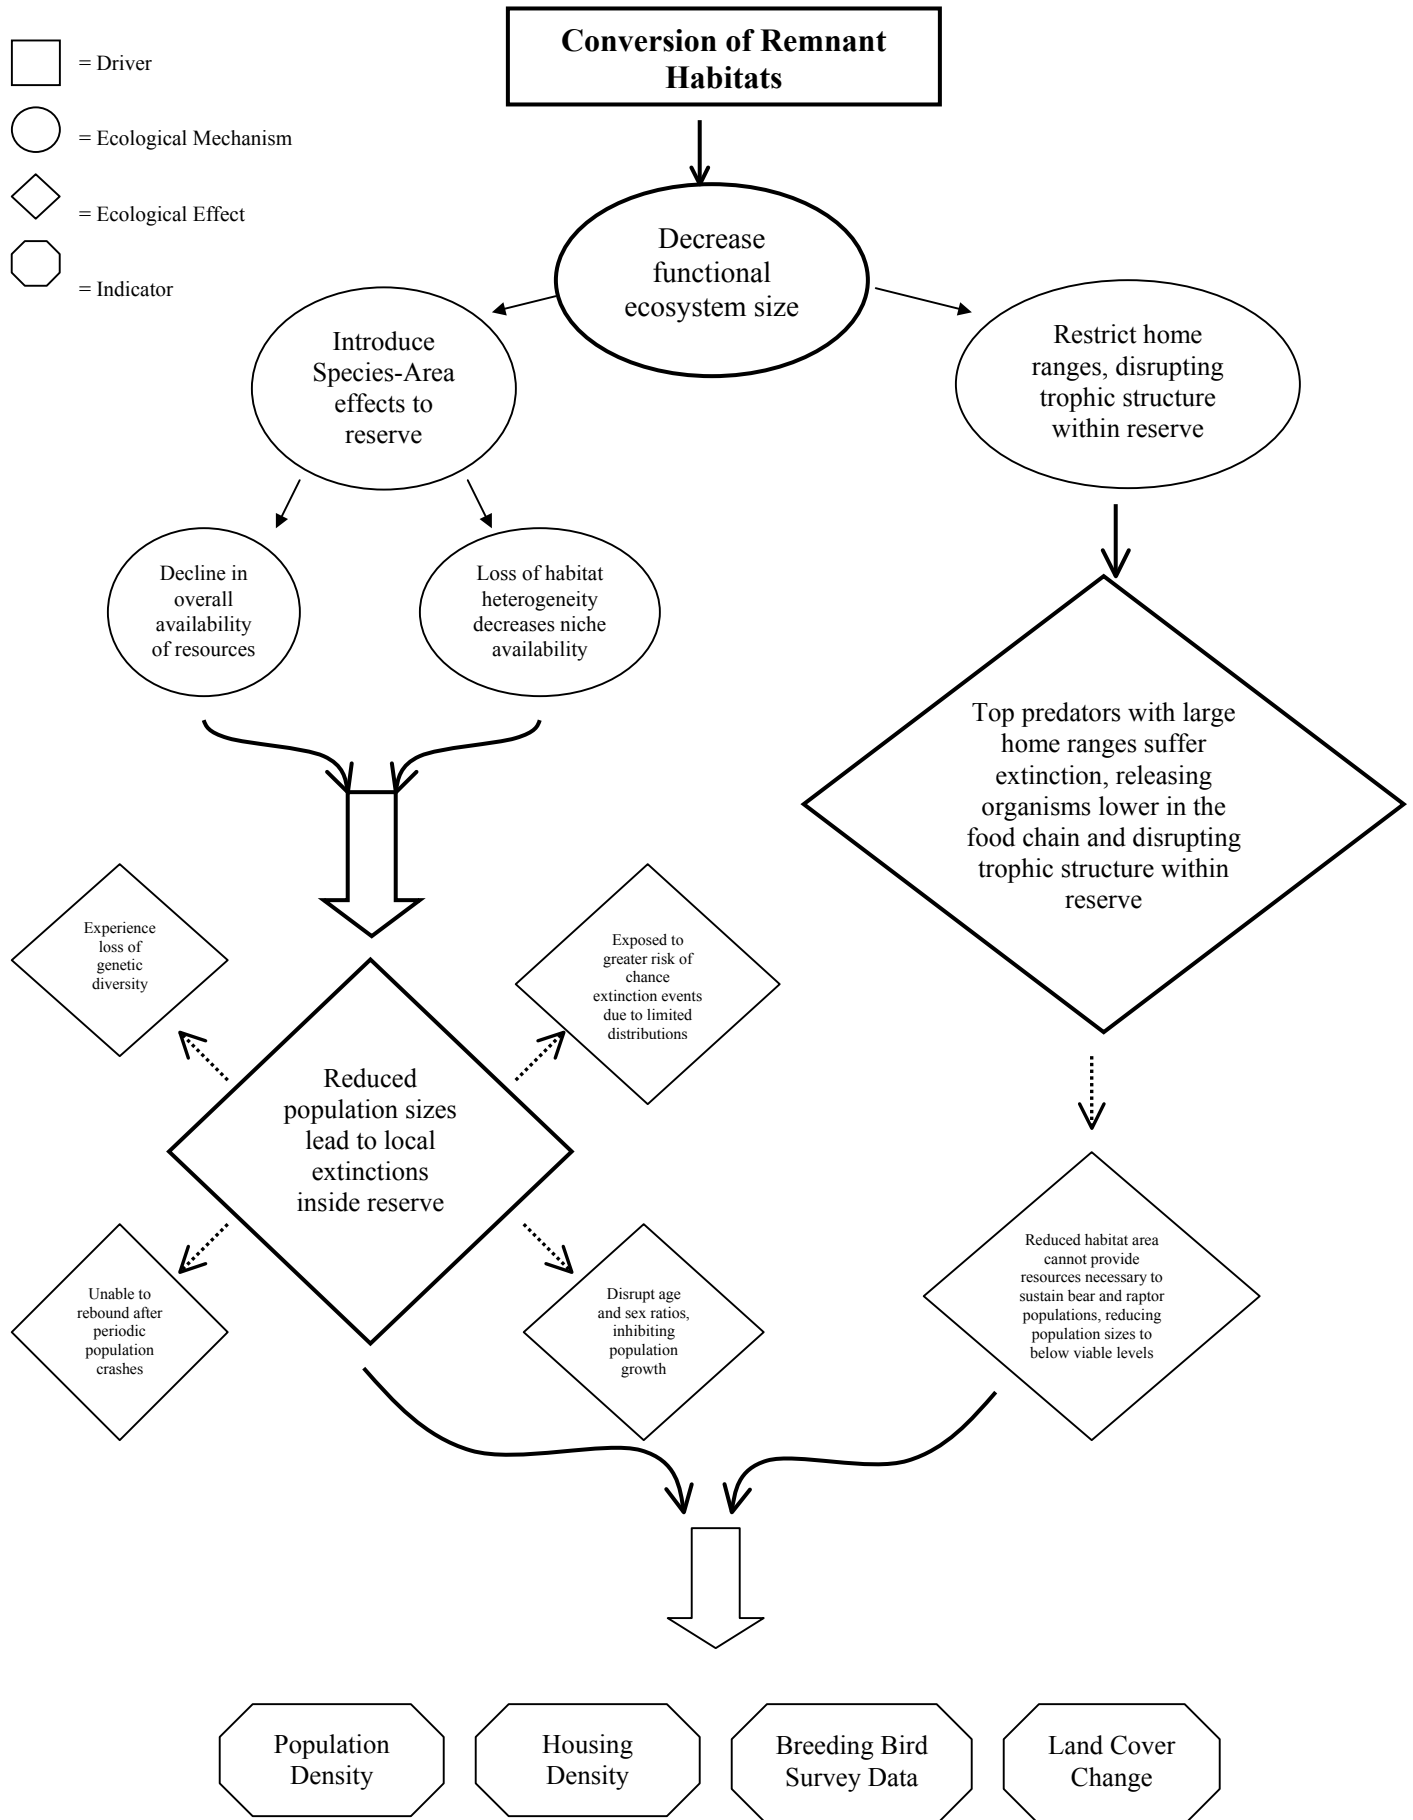 Conversion of Remnant
Habitats
= Driver
= Ecological Mechanism
= Ecological Effect
= Indicator
Decrease
functional
ecosystem size
Introduce
Species-Area
effects to
reserve
Restrict home
ranges, disrupting
trophic structure
within reserve
Decline in
overall
availability
of resources
Loss of habitat
heterogeneity
decreases niche
availability
Top predators with large
home ranges suffer
extinction, releasing
organisms lower in the
food chain and disrupting
trophic structure within
reserve
Experience
loss of
genetic
diversity
Exposed to
greater risk of
chance
extinction events
due to limited
distributions
Reduced
population sizes
lead to local
extinctions
inside reserve
Unable to
rebound after
periodic
population
crashes
Disrupt age
and sex ratios,
inhibiting
population
growth
Reduced habitat area
cannot provide
resources necessary to
sustain bear and raptor
populations, reducing
population sizes to
below viable levels
Population
Density
Housing
Density
Breeding Bird
Survey Data
Land Cover
Change